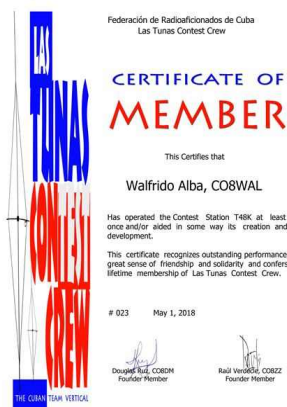 Federación de Radioaficionados de Cuba
Las Tunas Contest Crew
CERTIFICATE OF
MEMBER
This Certifies that
Walfrido Alba, CO8WAL
Has operated the Contest Station T48K at least
once and/or aided in some way its creation and
development.
This certificate recognizes outstanding performance
great sense of friendship and solidarity and confers
lifetime membership of Las Tunas Contest Crew.
# 023 May 1, 2018
Douglas Ruz, CO8DM
Founder Member
Raúl Verdecie, CO8ZZ
Founder Member
LAS
TUNAS
CONTEST
CREW
THE CUBAN TEAM VERTICAL